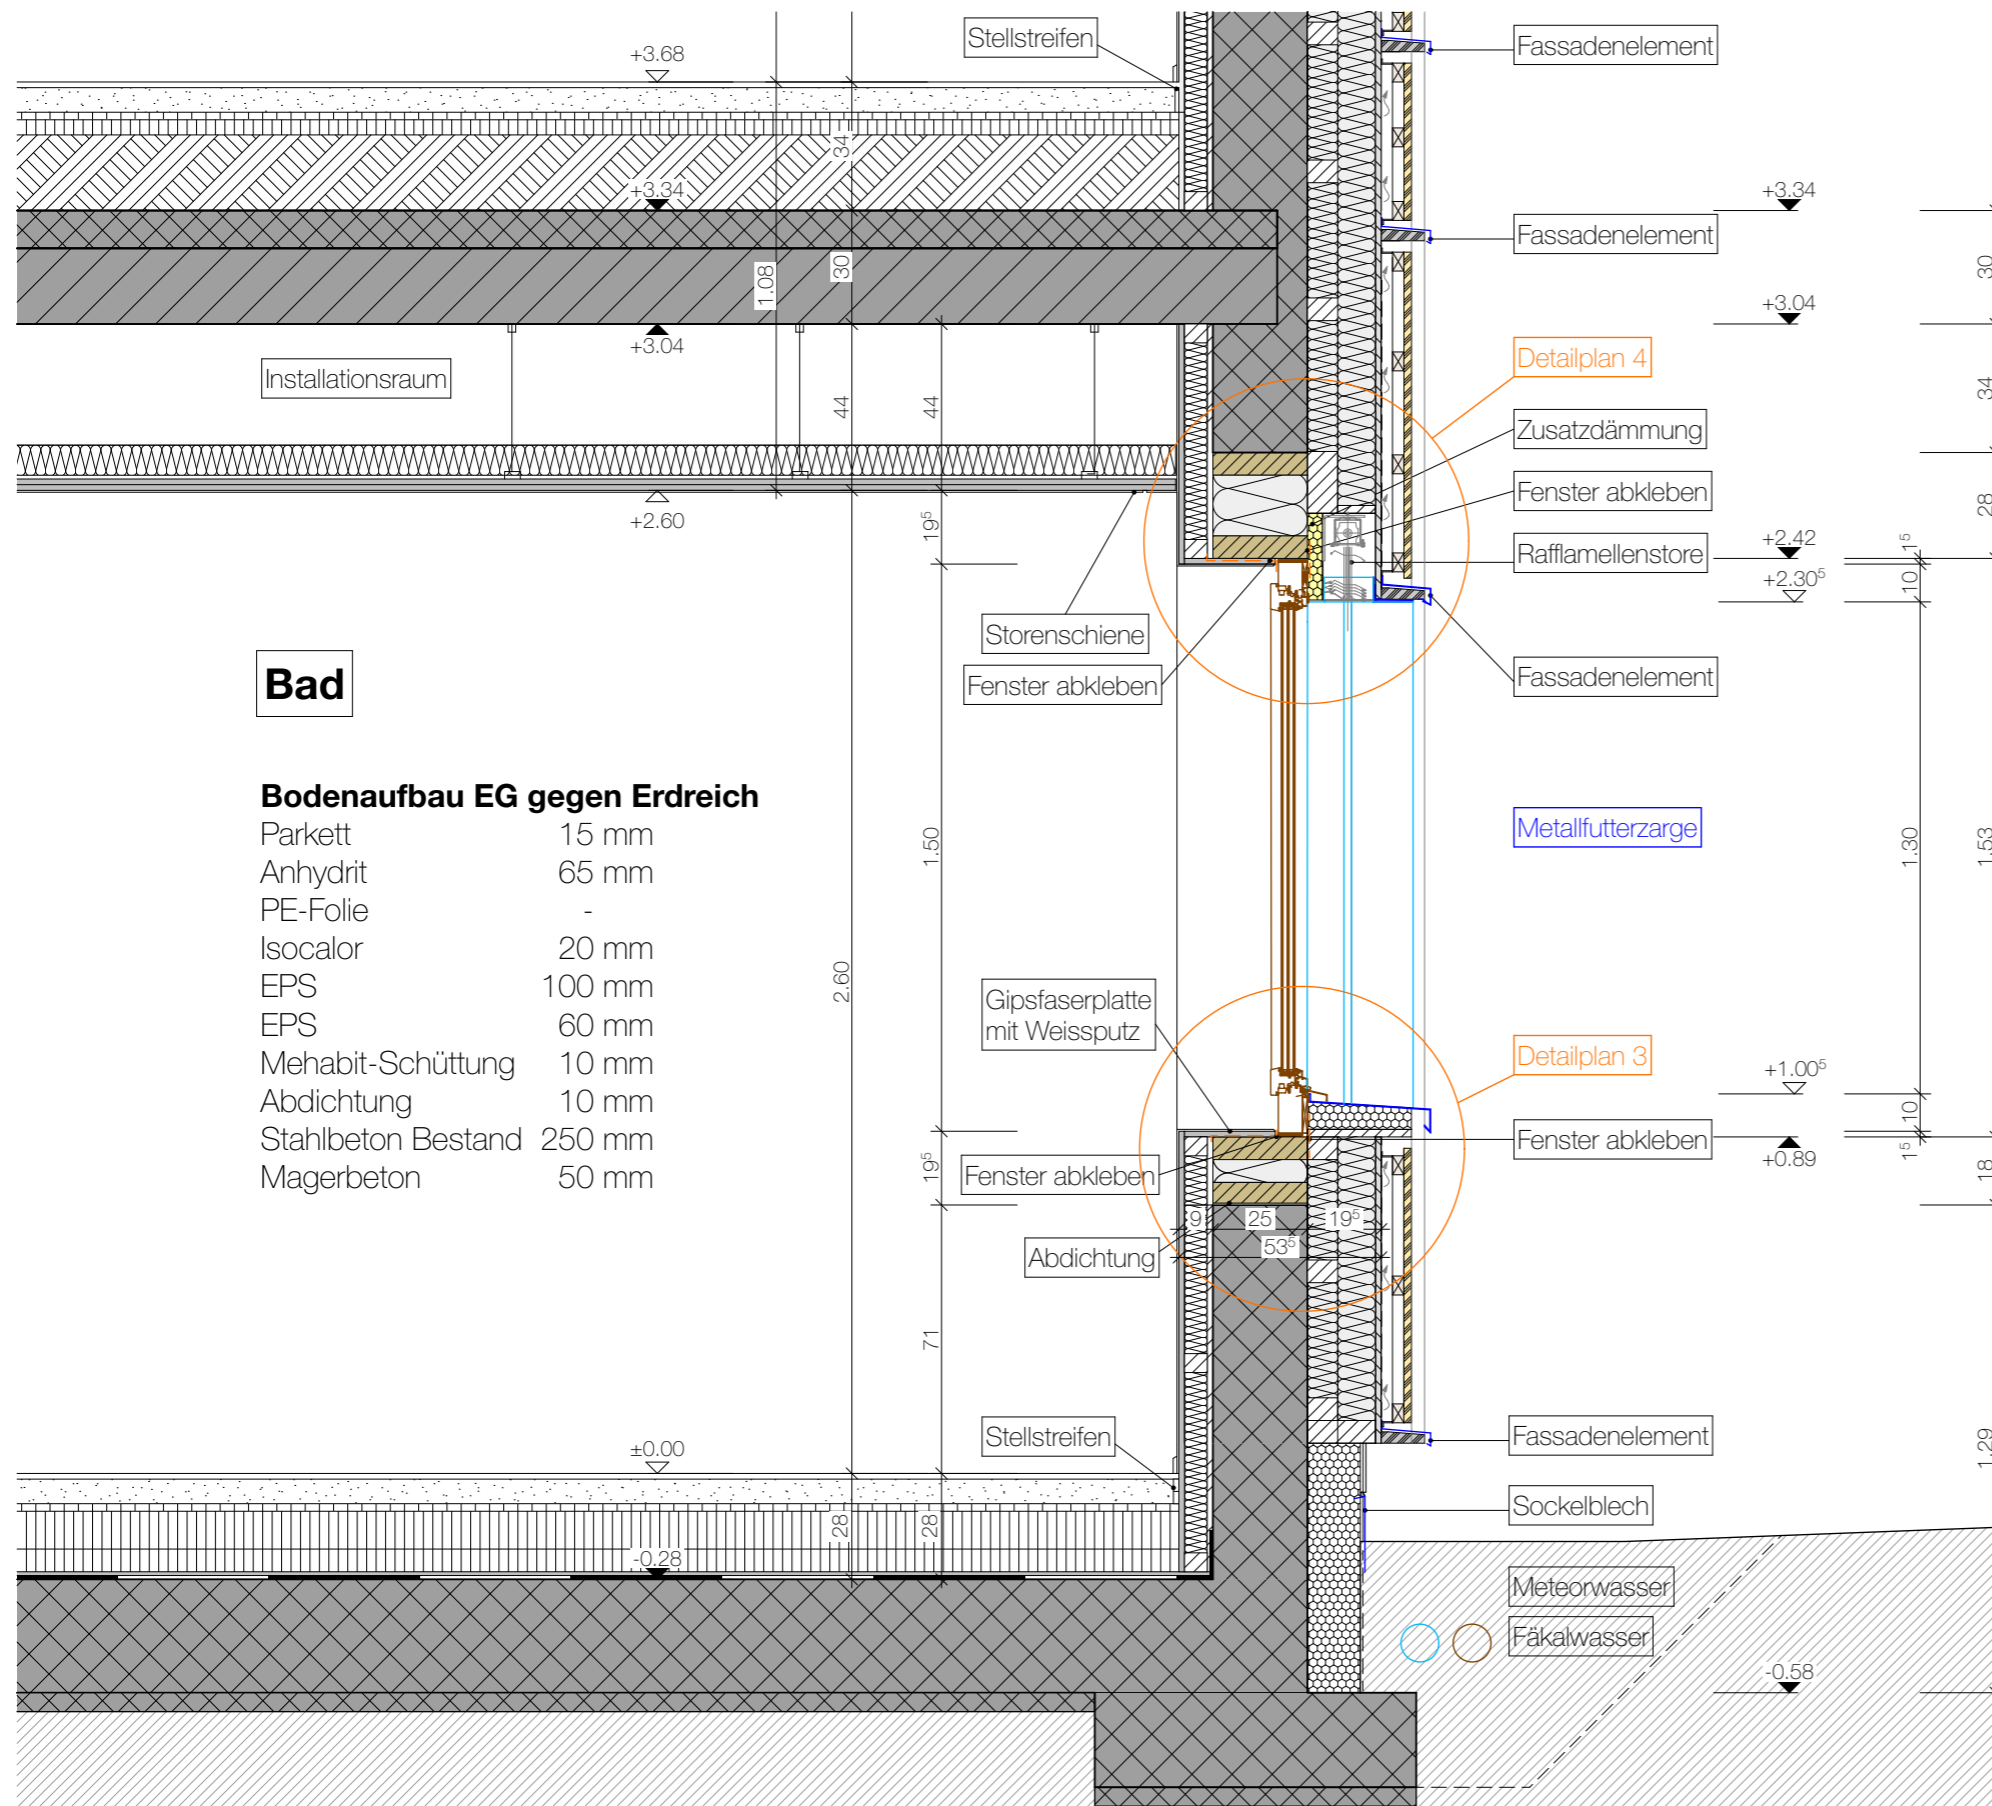 Stellstreifen
Fassadenelement
+3.68
34
+3.34
+3.34
Fassadenelement
30
1.08
30
+3.04
+3.04
Installationsraum
Detailplan 4
34
44
44
Zusatzdämmung
Fenster abkleben
28
+2.60
19⁵
Rafflamellenstore
+2.42
1⁵
+2.30⁵
10
Storenschiene
Fenster abkleben
Fassadenelement
Bad
Bodenaufbau EG gegen Erdreich
Parkett 15 mm
Anhydrit 65 mm
PE-Folie -
Isocalor 20 mm
EPS 100 mm
EPS 60 mm
Mehabit-Schüttung 10 mm
Abdichtung 10 mm
Stahlbeton Bestand 250 mm
Magerbeton 50 mm
Metallfutterzarge
1.50
1.30
1.53
2.60
Gipsfaserplatte
mit Weissputz
Detailplan 3
+1.00⁵
10
Fenster abkleben
+0.89
1⁵
18
Fenster abkleben
19⁵
9
25
19⁵
53⁵
Abdichtung
71
Stellstreifen
Fassadenelement
1.29
±0.00
Sockelblech
28
28
-0.28
Meteorwasser
Fäkalwasser
-0.58